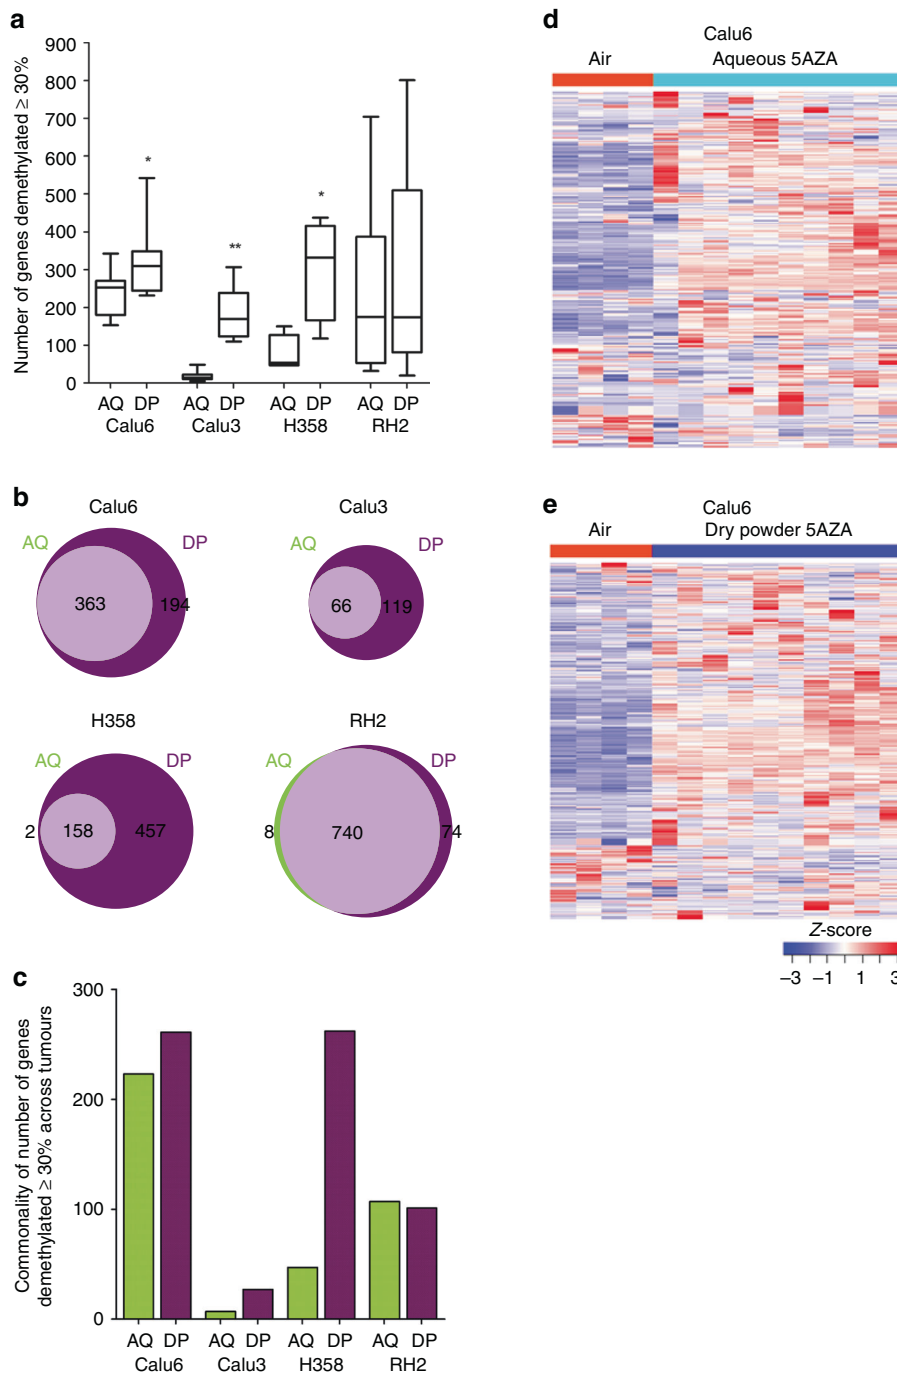 a
Number of genes demethylated ≥ 30%
900
800
700
600
500
400
300
200
100
0
*
**
*
AQ DP AQ DP AQ DP AQ DP
Calu6 Calu3 H358 RH2
b
Calu6
AQ DP
363 194
Calu3
AQ DP
66 119
H358
AQ DP
2 158 457
RH2
AQ DP
8 740 74
c
Commonality of number of genes
demethylated ≥ 30% across tumours
300
200
100
0
AQ DP AQ DP AQ DP AQ DP
Calu6 Calu3 H358 RH2
d
Calu6
Air Aqueous 5AZA
e
Calu6
Air Dry powder 5AZA
Z-score
–3 –1 1 3